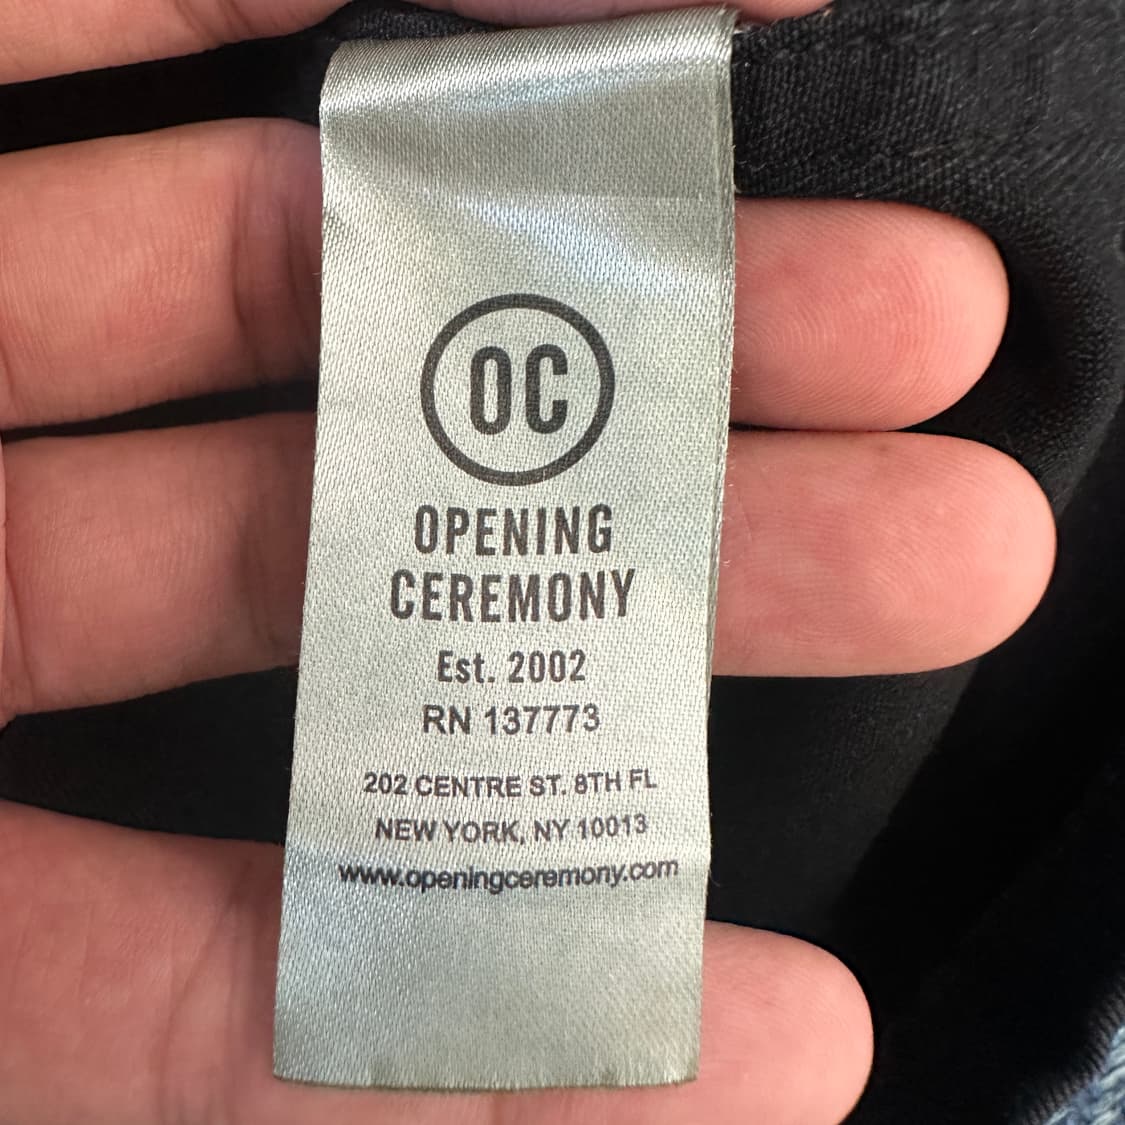 OC
OPENING
CEREMONY
Est. 2002
RN 137773
202 CENTRE ST. 8TH FL
NEW YORK, NY 10013
www.openingceremony.com